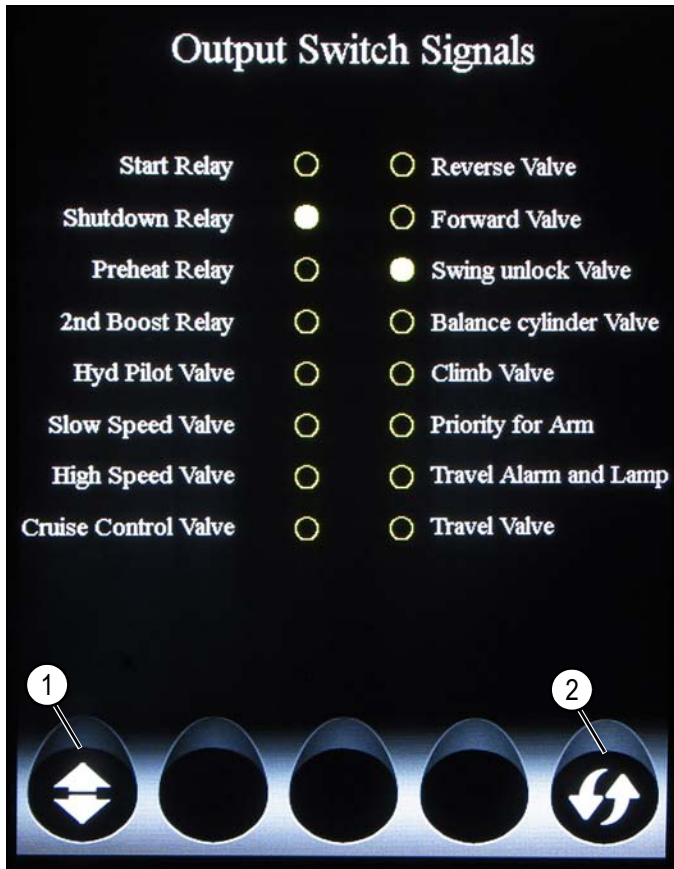 Output Switch Signals
Start Relay
Reverse Valve
Shutdown Relay
Forward Valve
Preheat Relay
Swing unlock Valve
2nd Boost Relay
Balance cylinder Valve
Hyd Pilot Valve
Climb Valve
Slow Speed Valve
Priority for Arm
High Speed Valve
Travel Alarm and Lamp
Cruise Control Valve
Travel Valve
1
2